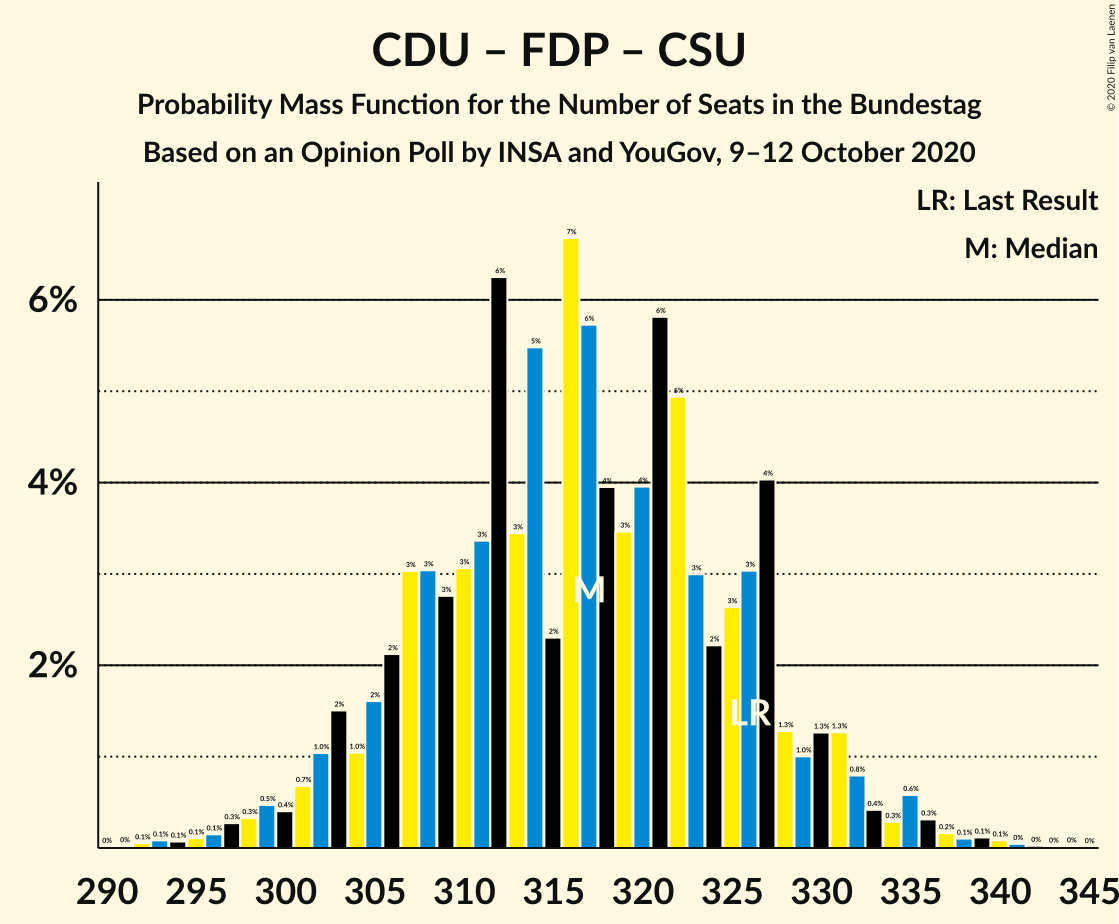 CDU – FDP – CSU
Probability Mass Function for the Number of Seats in the Bundestag
Based on an Opinion Poll by INSA and YouGov, 9–12 October 2020
© 2020 Filip van Laenen
LR: Last Result
M: Median
6%
4%
2%
0% 0% 0.1% 0.1% 0.1% 0.1% 0.1% 0.3% 0.3% 0.5% 0.4% 0.7% 1.0% 2% 1.0% 2% 2% 3% 3% 3% 3% 3% 6% 3% 5% 2% 7% 6% 4% 3% 4% 6% 5% 3% 2% 3% 3% 4% 1.3% 1.0% 1.3% 1.3% 0.8% 0.4% 0.3% 0.6% 0.3% 0.2% 0.1% 0.1% 0.1% 0% 0% 0% 0% 0%
M
LR
290 295 300 305 310 315 320 325 330 335 340 345